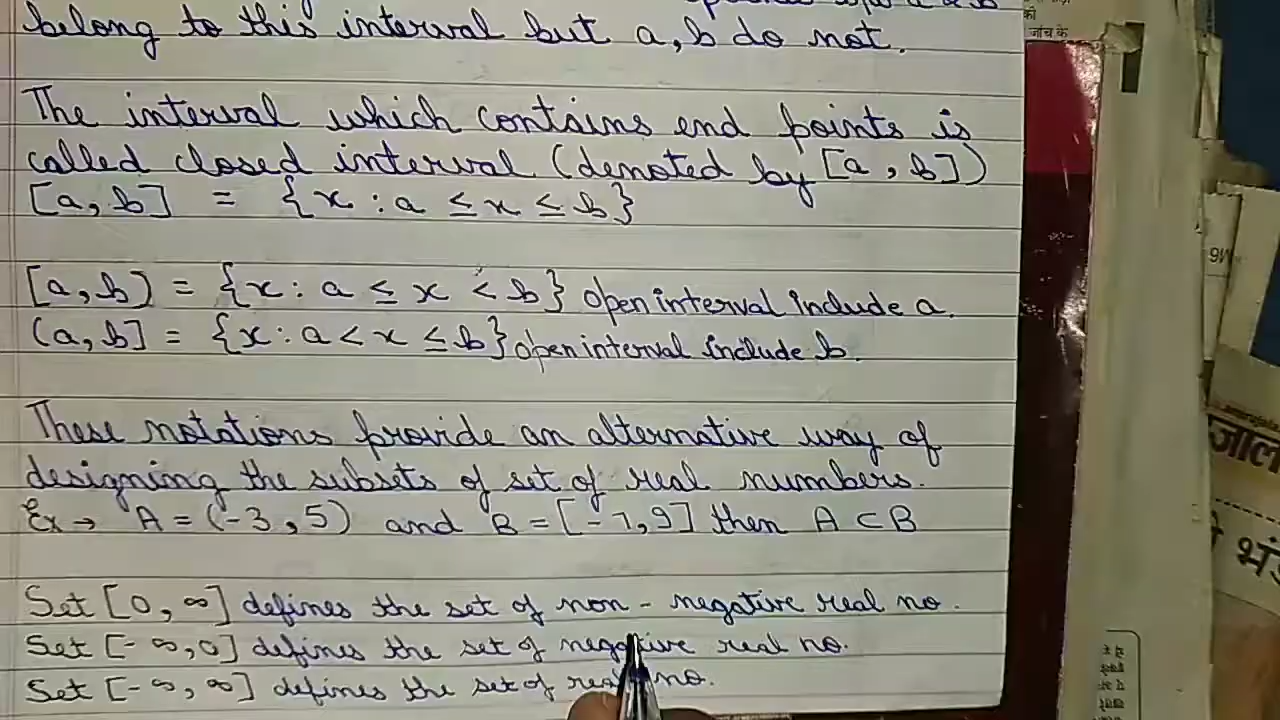 belong to this interval but a, b do not.
The interval which contains end points is
called closed interval (denoted by [a, b])
[a, b] = {x : a ≤ x ≤ b}
[a, b) = {x : a ≤ x < b} open interval include a.
(a, b] = {x : a < x ≤ b} open interval include b.
These notations provide an alternative way of
designing the subsets of set of real numbers.
Ex → A = (-3, 5) and B = [-7, 9] then A ⊂ B
Set [0, ∞] defines the set of non - negative real no.
Set [-∞, 0] defines the set of negative real no.
Set [-∞, ∞] defines the set of real no.
की
जांच के